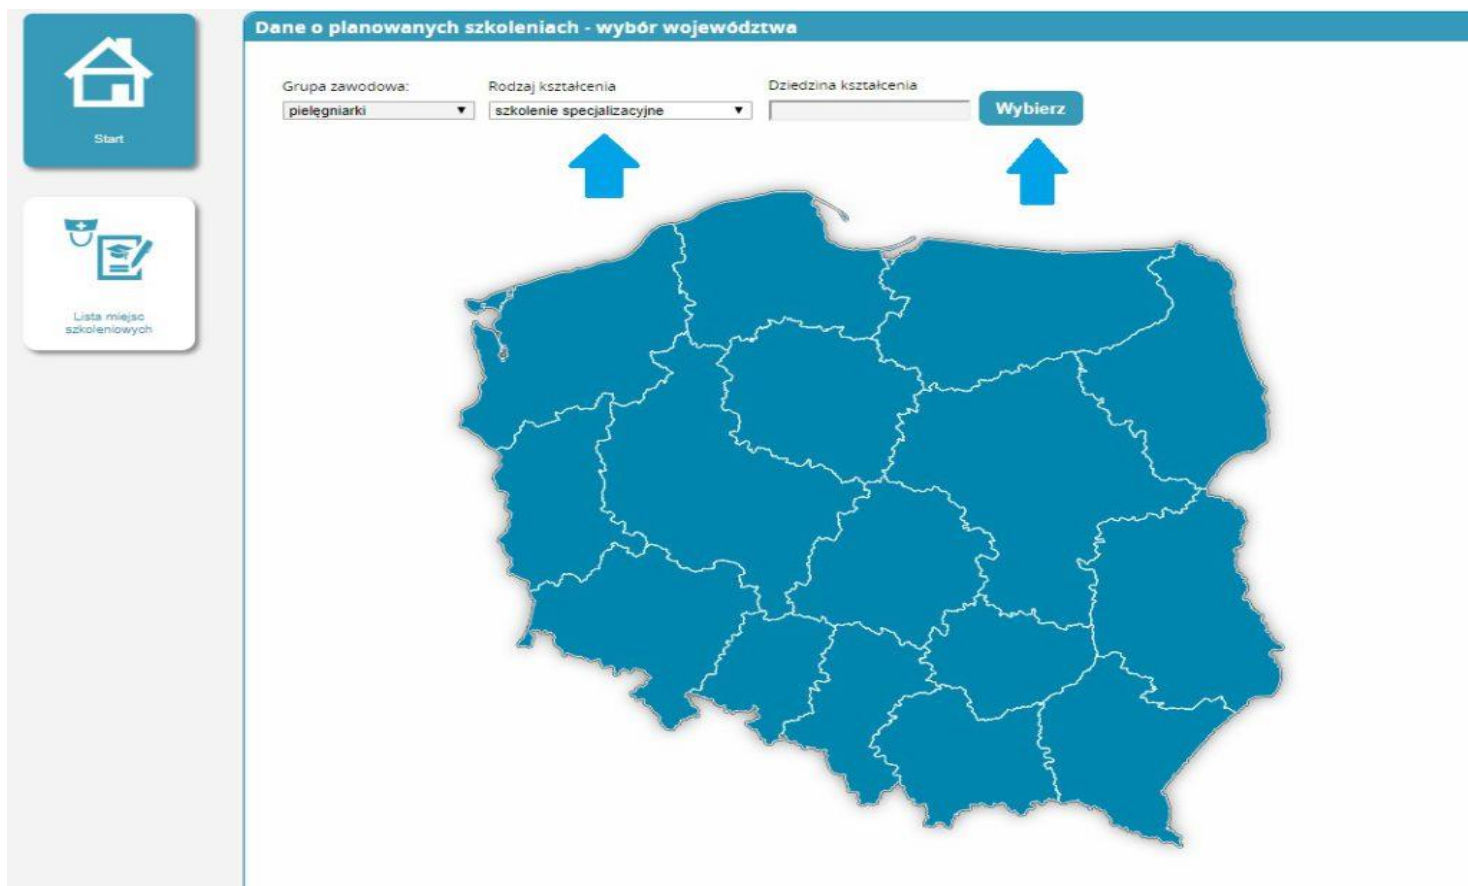 Dane o planowanych szkoleniach - wybór województwa
Grupa zawodowa:
Rodzaj kształcenia
Dziedzina kształcenia
pielęgniarki
szkolenie specjalizacyjne
Wybierz
Start
Lista miejsc
szkoleniowych